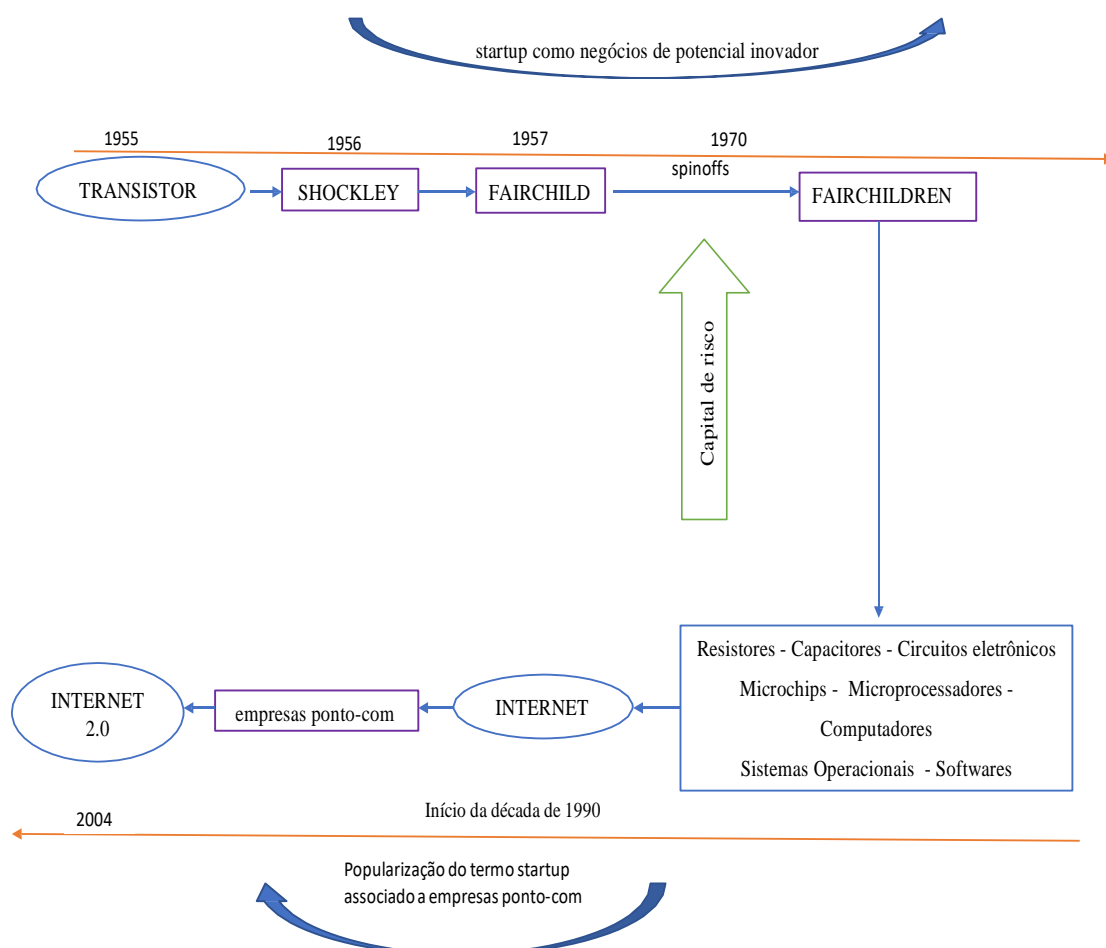 startup como negócios de potencial inovador
1955
1956
1957
1970
spinoffs
TRANSISTOR
SHOCKLEY
FAIRCHILD
FAIRCHILDREN
Capital de risco
Resistores - Capacitores - Circuitos eletrônicos
Microchips - Microprocessadores -
Computadores
Sistemas Operacionais - Softwares
INTERNET
empresas ponto-com
INTERNET
2.0
2004
Início da década de 1990
Popularização do termo startup
associado a empresas ponto-com